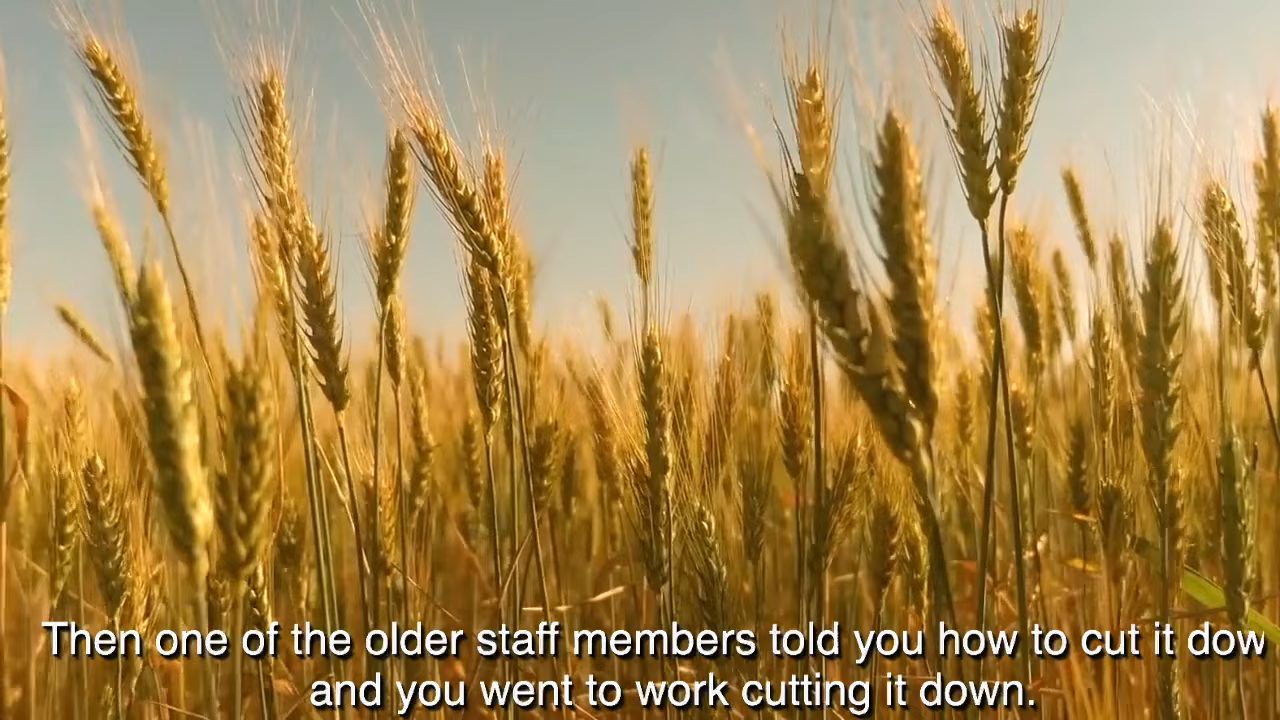 Then one of the older staff members told you how to cut it dow
and you went to work cutting it down.